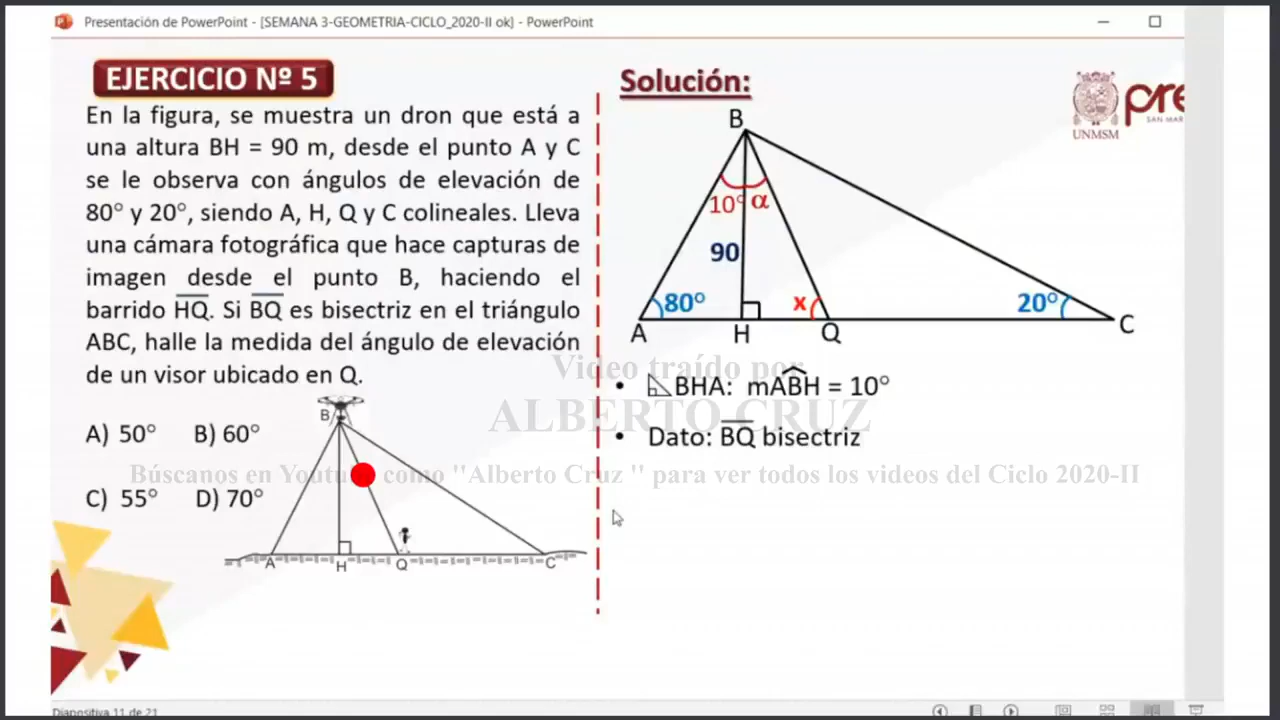 Presentación de PowerPoint - [SEMANA 3-GEOMETRIA-CICLO_2020-II ok] - PowerPoint
EJERCICIO Nº 5
En la figura, se muestra un dron que está a
una altura BH = 90 m, desde el punto A y C
se le observa con ángulos de elevación de
80° y 20°, siendo A, H, Q y C colineales. Lleva
una cámara fotográfica que hace capturas de
imagen desde el punto B, haciendo el
barrido HQ. Si BQ es bisectriz en el triángulo
ABC, halle la medida del ángulo de elevación
de un visor ubicado en Q.
A) 50° B) 60°
C) 55° D) 70°
B
A H Q C
Solución:
UNMSM
pre
SAN MAR
B
10° α
90
80° x 20°
A H Q C
• BHA: mABH = 10°
• Dato: BQ bisectriz
Video traído por
ALBERTO CRUZ
Búscanos en Youtube como "Alberto Cruz " para ver todos los videos del Ciclo 2020-II
Diapositiva 11 de 21